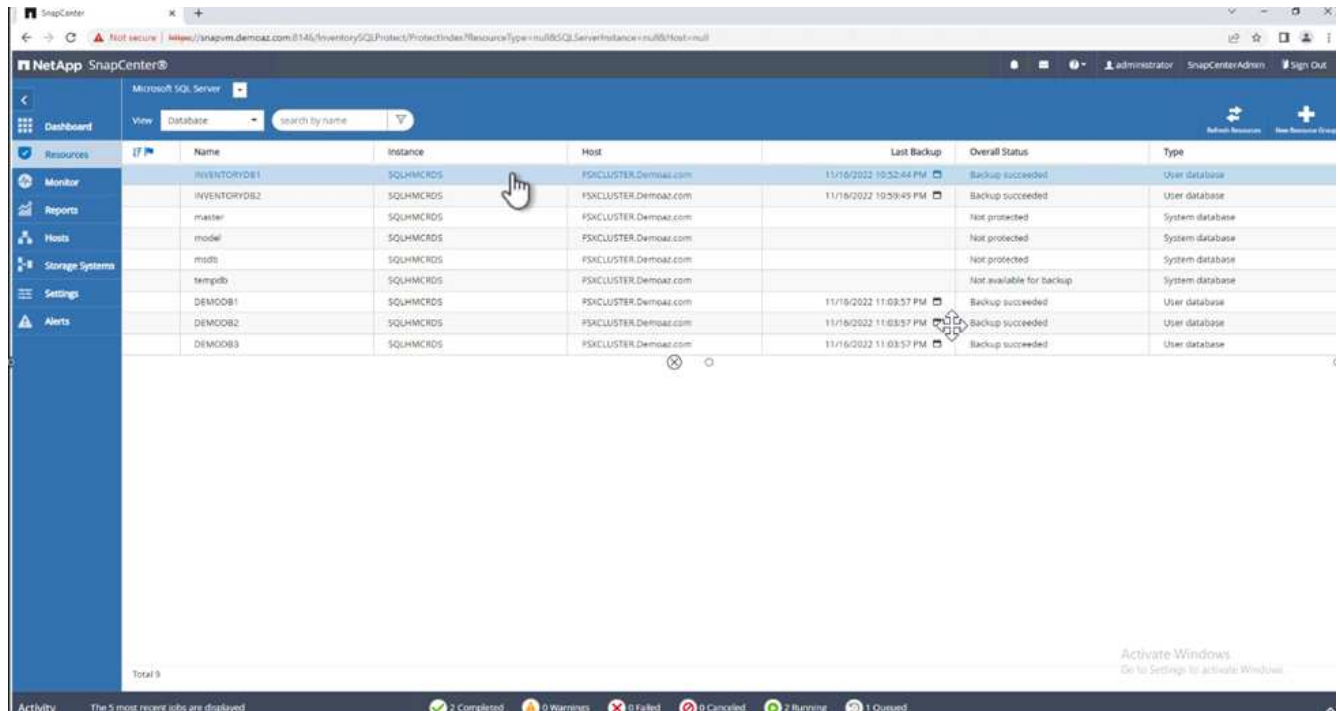 SnapCenter
Not secure | https://snapvm.demoaz.com:8146/InventorySQLProtect/ProtectIndex?ResourceType=null&SQLServerInstance=null&Host=null
NetApp SnapCenter®
administrator SnapCenterAdmin Sign Out
Microsoft SQL Server
View Database search by name
Refresh Resources New Resource Group
Dashboard
Resources
Monitor
Reports
Hosts
Storage Systems
Settings
Alerts
Name Instance Host Last Backup Overall Status Type
INVENTORYDB1 SQLHMCRDS FSXCLUSTER.Demoaz.com 11/16/2022 10:52:44 PM Backup succeeded User database
INVENTORYDB2 SQLHMCRDS FSXCLUSTER.Demoaz.com 11/16/2022 10:59:45 PM Backup succeeded User database
master SQLHMCRDS FSXCLUSTER.Demoaz.com Not protected System database
model SQLHMCRDS FSXCLUSTER.Demoaz.com Not protected System database
msdb SQLHMCRDS FSXCLUSTER.Demoaz.com Not protected System database
tempdb SQLHMCRDS FSXCLUSTER.Demoaz.com Not available for backup System database
DEMODB1 SQLHMCRDS FSXCLUSTER.Demoaz.com 11/16/2022 11:03:57 PM Backup succeeded User database
DEMODB2 SQLHMCRDS FSXCLUSTER.Demoaz.com 11/16/2022 11:03:57 PM Backup succeeded User database
DEMODB3 SQLHMCRDS FSXCLUSTER.Demoaz.com 11/16/2022 11:03:57 PM Backup succeeded User database
Total 9
Activate Windows
Go to Settings to activate Windows.
Activity The 5 most recent jobs are displayed 2 Completed 0 Warnings 0 Failed 0 Canceled 2 Running 1 Queued